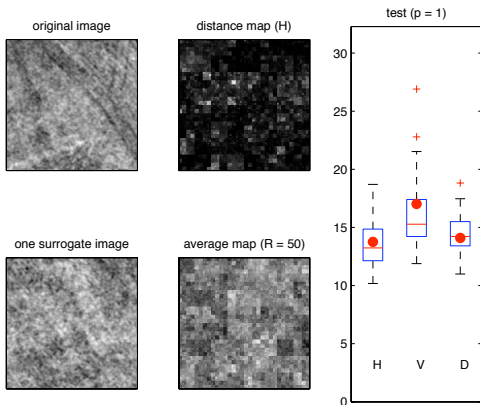 original image
distance map (H)
test (p = 1)
30
25
20
15
10
5
0
H V D
one surrogate image
average map (R = 50)